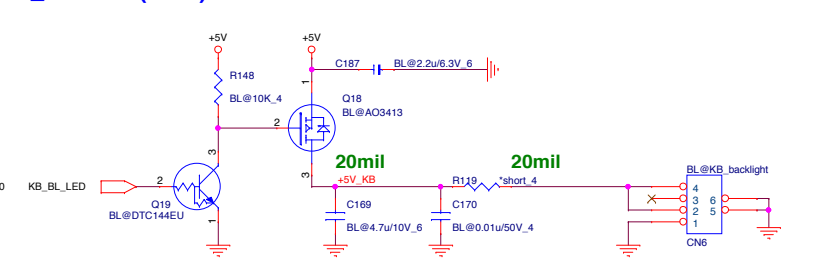 +5V
+5V
C187
BL@2.2u/6.3V_6
R148
BL@10K_4
1
Q18
BL@AO3413
2
3
20mil
20mil
BL@KB_backlight
3
+5V_KB
R119
*short_4
KB_BL_LED
2
4
3
6
2
5
1
Q19
BL@DTC144EU
1
C169
BL@4.7u/10V_6
C170
BL@0.01u/50V_4
CN6